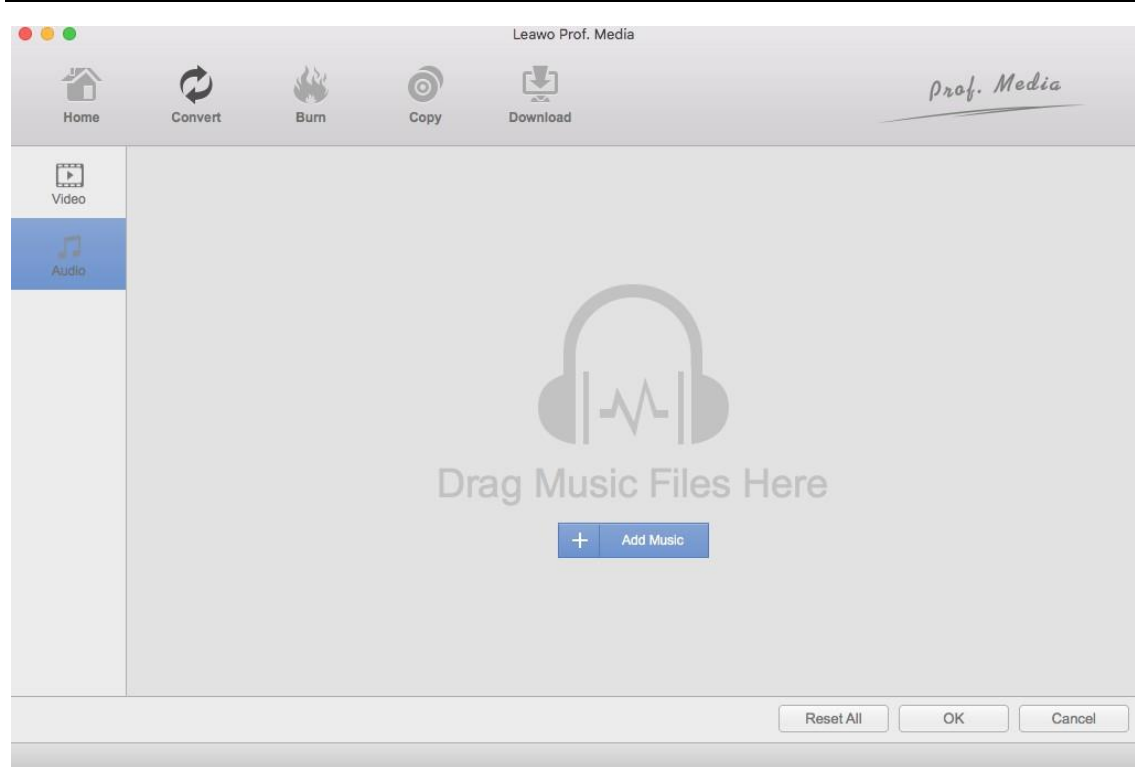 Leawo Prof. Media
Home Convert Burn Copy Download
Prof. Media
Video
Audio
Drag Music Files Here
+ Add Music
Reset All OK Cancel